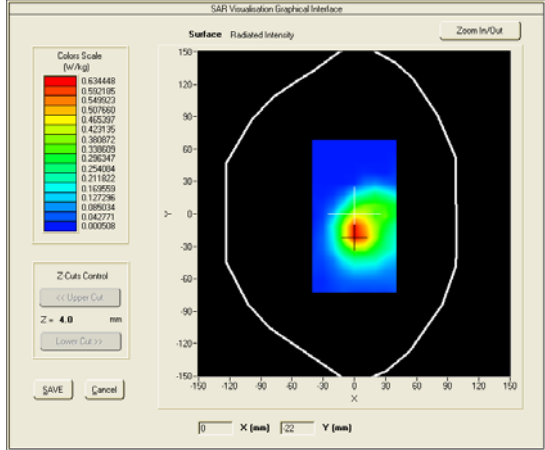 SAR Visualisation Graphical Interface
Surface Radiated Intensity
Zoom In/Out
Colors Scale
(W/kg)
0.634448
0.592185
0.549923
0.507660
0.465397
0.423135
0.380872
0.338609
0.296347
0.254084
0.211822
0.169559
0.127296
0.085034
0.042771
0.000508
150
120
90
60
30
0
-30
-60
-90
-120
-150
Y
-150 -120 -90 -60 -30 0 30 60 90 120 150
X
Z Cuts Control
<< Upper Cut
Z = 4.0 mm
Lower Cut >>
SAVE Cancel
0 X (mm) -22 Y (mm)